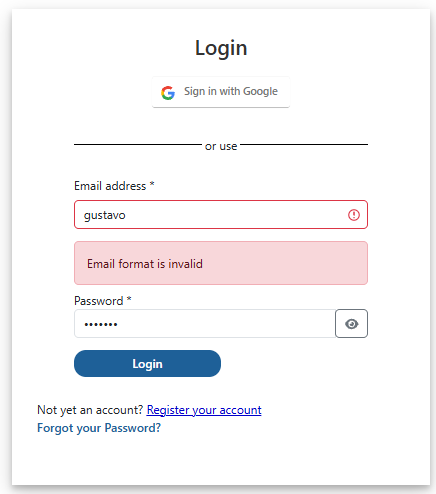 Login
Sign in with Google
or use
Email address *
gustavo
Email format is invalid
Password *
•••••••
Login
Not yet an account? Register your account
Forgot your Password?